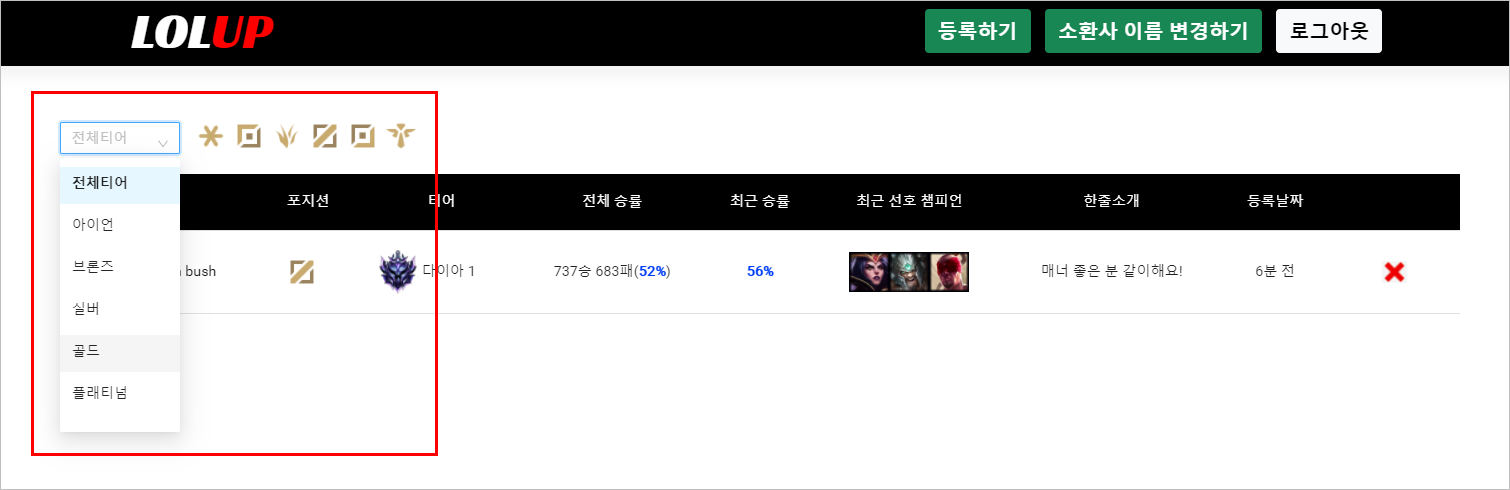 LOLUP
등록하기
소환사 이름 변경하기
로그아웃
전체티어
전체티어
아이언
브론즈
실버
골드
플래티넘
포지션
티어
전체 승률
최근 승률
최근 선호 챔피언
한줄소개
등록날짜
bush
다이아 1
737승 683패(52%)
56%
매너 좋은 분 같이해요!
6분 전